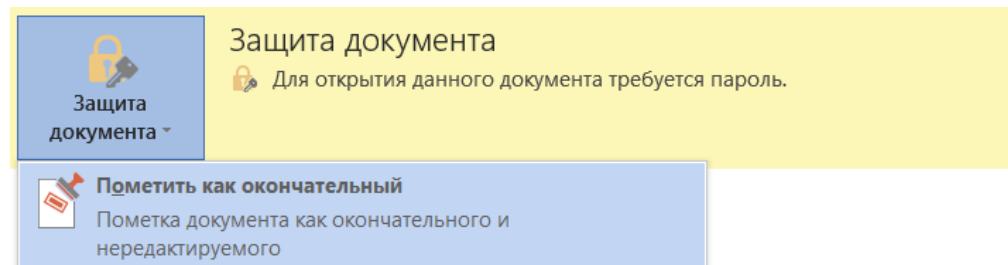 Защита документа
Для открытия данного документа требуется пароль.
Защита
документа
Пометить как окончательный
Пометка документа как окончательного и
нередактируемого